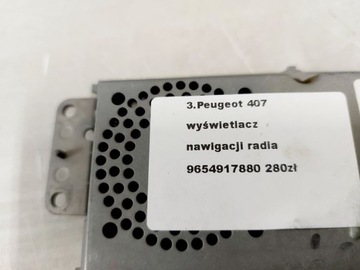 3.Peugeot 407
wyświetlacz
nawigacji radia
9654917880 280zł